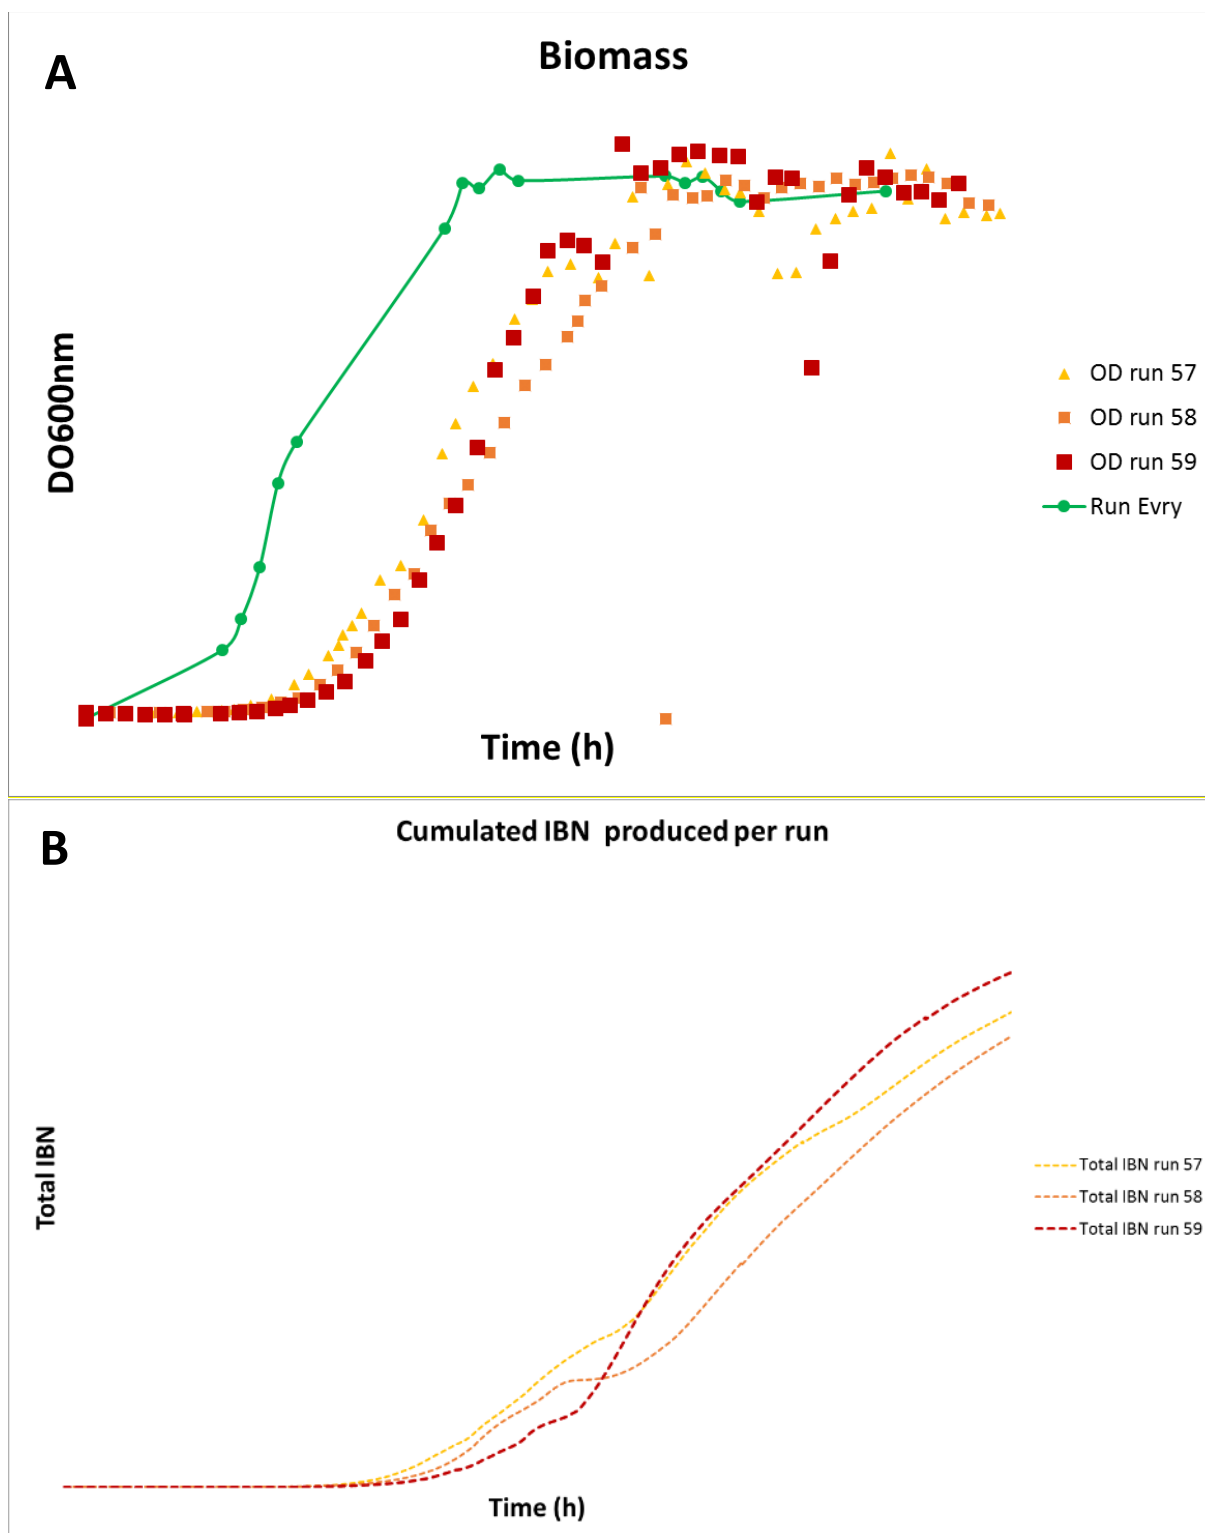 A
Biomass
DO600nm
OD run 57
OD run 58
OD run 59
Run Evry
Time (h)
B
Cumulated IBN produced per run
Total IBN
Total IBN run 57
Total IBN run 58
Total IBN run 59
Time (h)